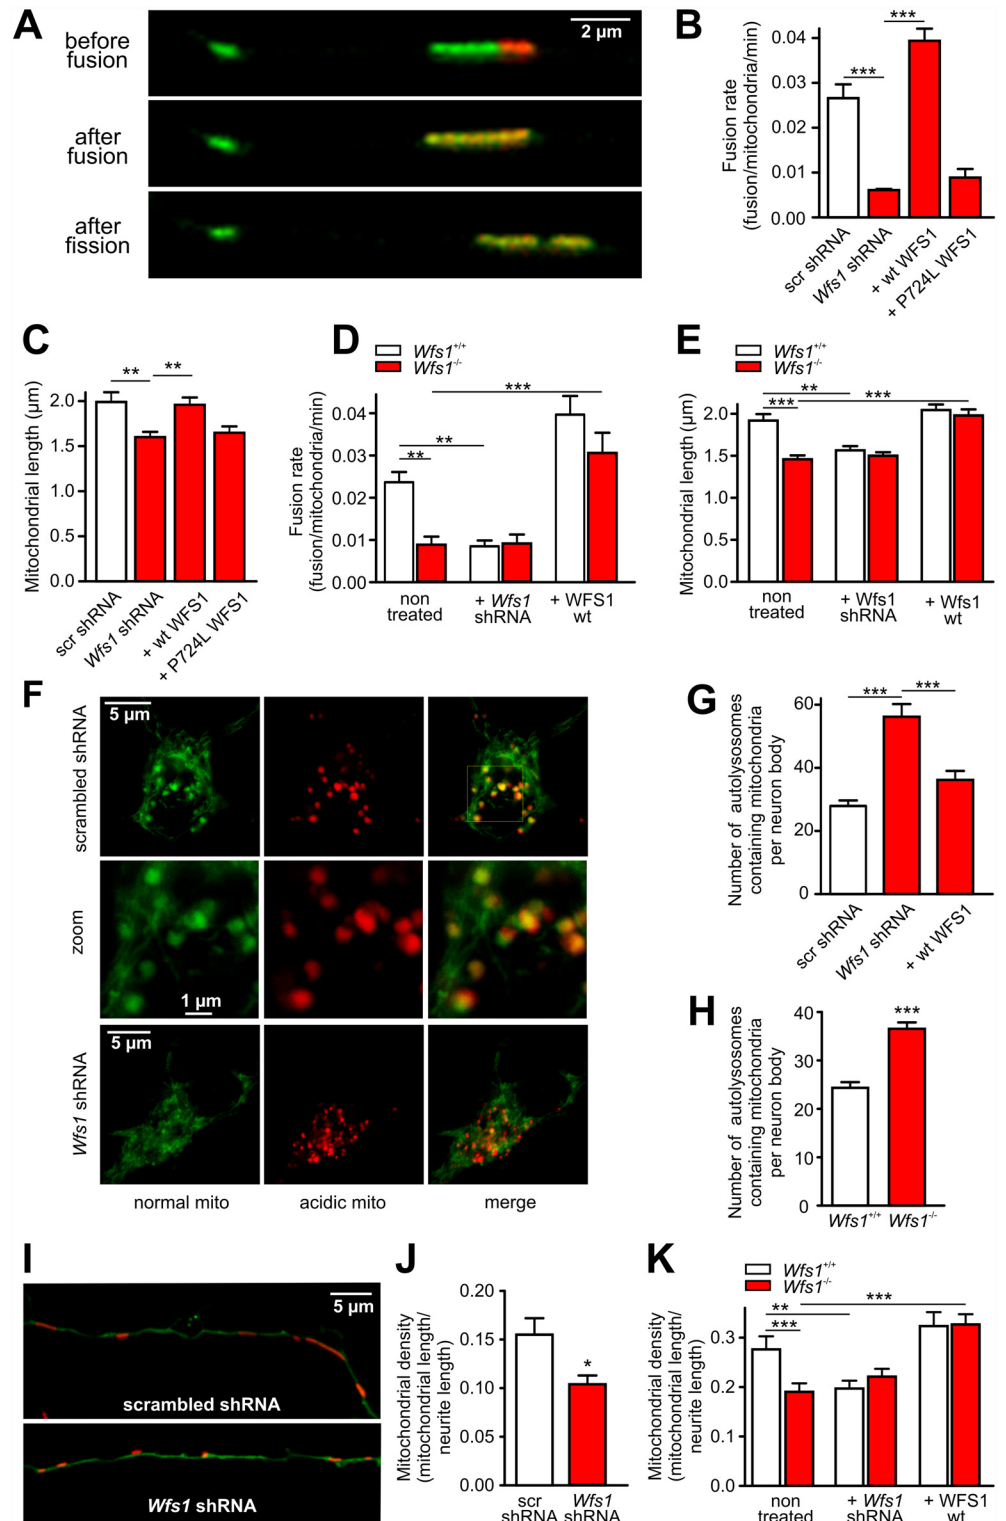 A
before
fusion
2 µm
after
fusion
after
fission
B
Fusion rate
(fusion/mitochondria/min)
0.04
0.03
0.02
0.01
0.00
***
***
scr shRNA
Wfs1 shRNA
+ wt WFS1
+ P724L WFS1
C
Mitochondrial length (µm)
2.0
1.5
1.0
0.5
0.0
**
**
scr shRNA
Wfs1 shRNA
+ wt WFS1
+ P724L WFS1
D
Wfs1+/+
Wfs1-/-
Fusion rate
(fusion/mitochondria/min)
0.04
0.03
0.02
0.01
0.00
***
**
**
non
treated
+ Wfs1
shRNA
+ WFS1
wt
E
Wfs1+/+
Wfs1-/-
Mitochondrial length (µm)
2.0
1.5
1.0
0.5
0.0
**
***
***
non
treated
+ Wfs1
shRNA
+ Wfs1
wt
F
scrambled shRNA
5 µm
zoom
1 µm
Wfs1 shRNA
5 µm
normal mito
acidic mito
merge
G
Number of autolysosomes
containing mitochondria
per neuron body
60
40
20
0
***
***
scr shRNA
Wfs1 shRNA
+ wt WFS1
H
Number of autolysosomes
containing mitochondria
per neuron body
40
30
20
10
0
***
Wfs1+/+
Wfs1-/-
I
5 µm
scrambled shRNA
Wfs1 shRNA
J
Mitochondrial density
(mitochondrial length/
neurite length)
0.20
0.15
0.10
0.05
0.00
*
scr
shRNA
Wfs1
shRNA
K
Wfs1+/+
Wfs1-/-
Mitochondrial density
(mitochondrial length/
neurite length)
0.3
0.2
0.1
0.0
**
***
***
non
treated
+ Wfs1
shRNA
+ WFS1
wt